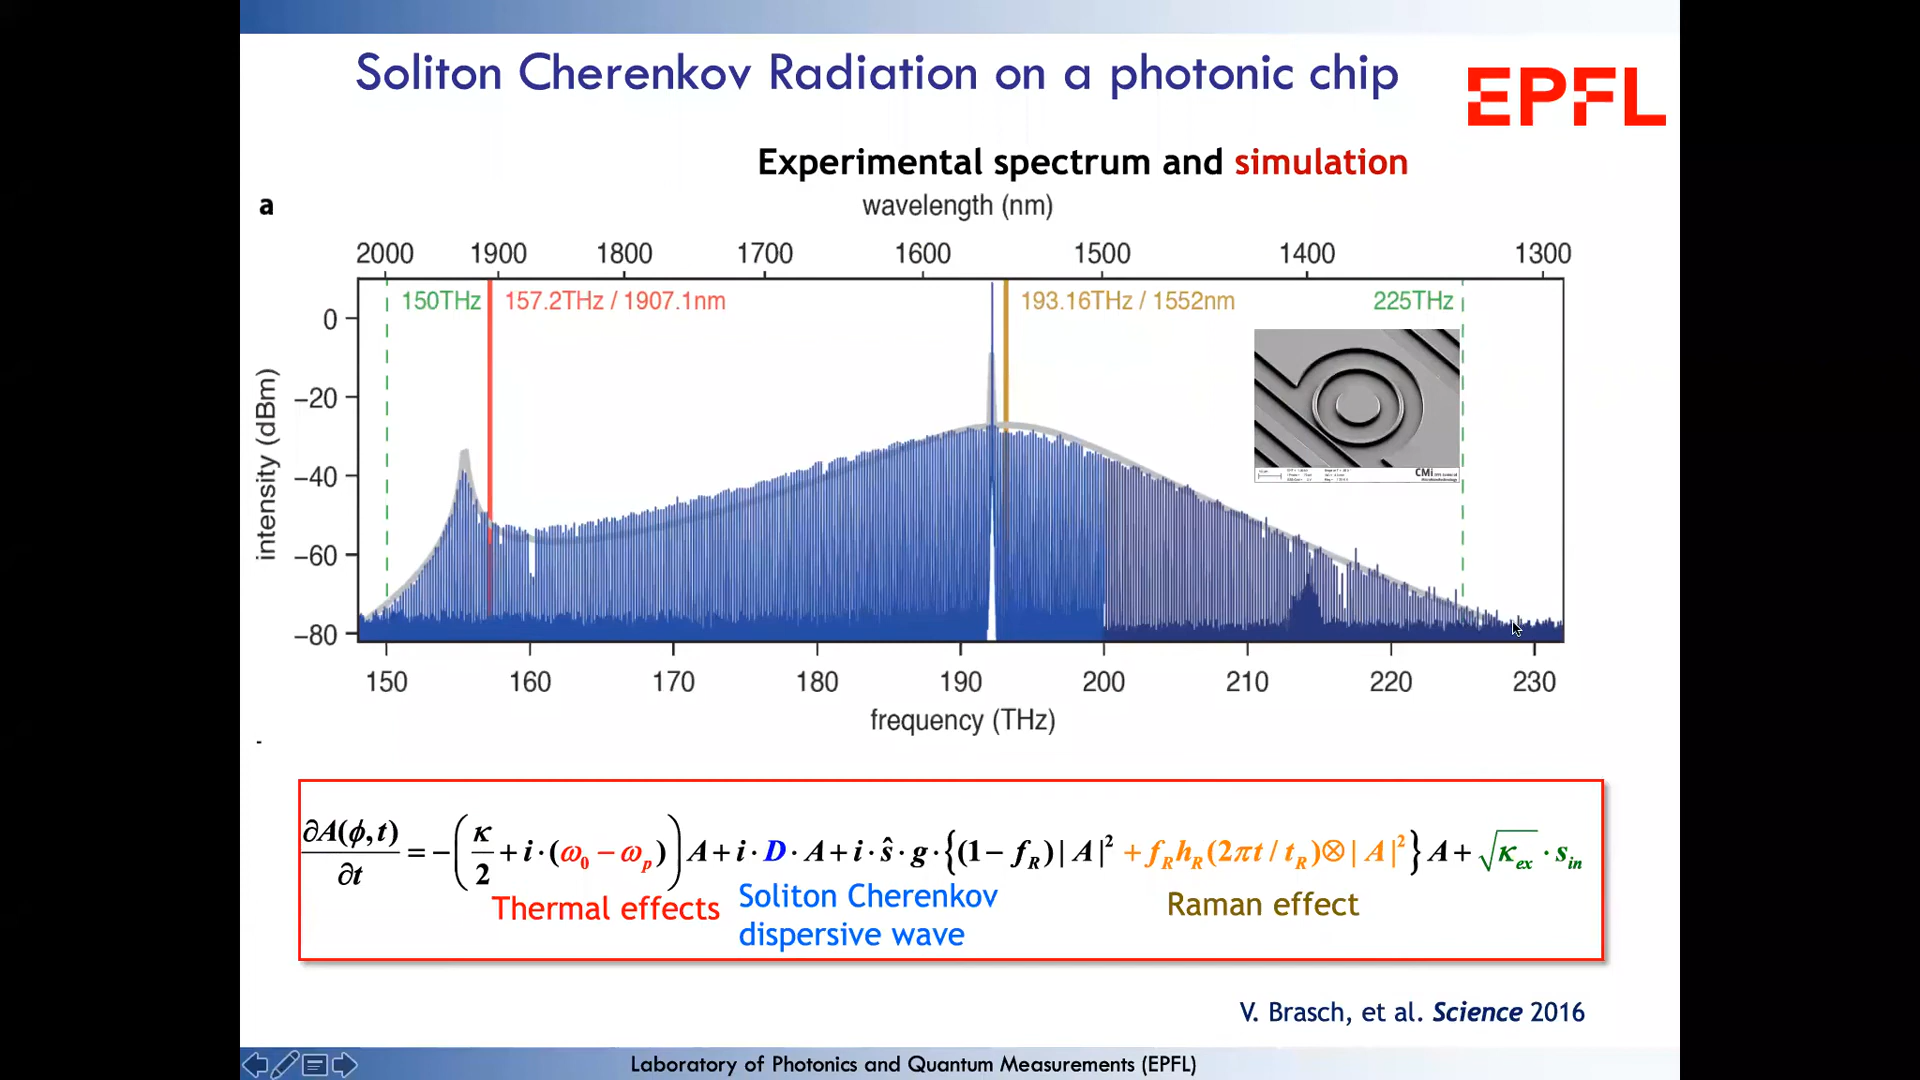 Soliton Cherenkov Radiation on a photonic chip
EPFL
Experimental spectrum and simulation
a
wavelength (nm)
2000 1900 1800 1700 1600 1500 1400 1300
150THz 157.2THz / 1907.1nm 193.16THz / 1552nm 225THz
0
−20
−40
−60
−80
intensity (dBm)
CMi
150 160 170 180 190 200 210 220 230
frequency (THz)
∂A(ϕ,t)/∂t = −(κ/2 + i·(ω₀ − ωₚ))A + i·D·A + i·ŝ·g·{(1− f_R)|A|² + f_R h_R(2πt / t_R)⊗|A|²}A + √κ_ex · s_in
Thermal effects
Soliton Cherenkov
dispersive wave
Raman effect
V. Brasch, et al. Science 2016
Laboratory of Photonics and Quantum Measurements (EPFL)